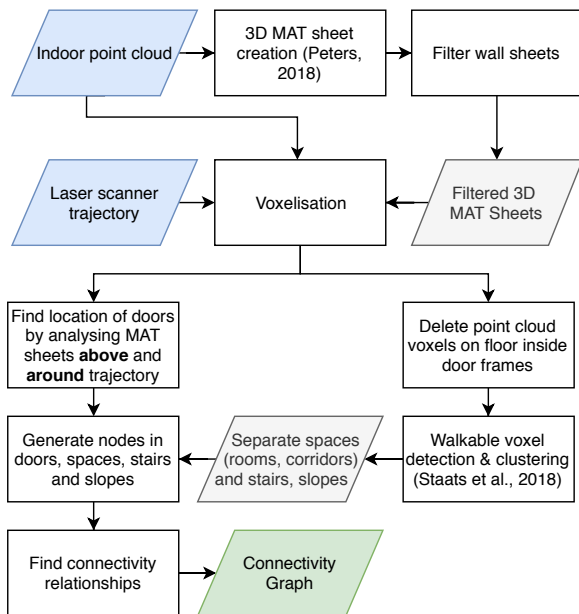 Indoor point cloud
3D MAT sheet
creation (Peters,
2018)
Filter wall sheets
Laser scanner
trajectory
Voxelisation
Filtered 3D
MAT Sheets
Find location of doors
by analysing MAT
sheets above and
around trajectory
Delete point cloud
voxels on floor inside
door frames
Generate nodes in
doors, spaces, stairs
and slopes
Separate spaces
(rooms, corridors)
and stairs, slopes
Walkable voxel
detection & clustering
(Staats et al., 2018)
Find connectivity
relationships
Connectivity
Graph